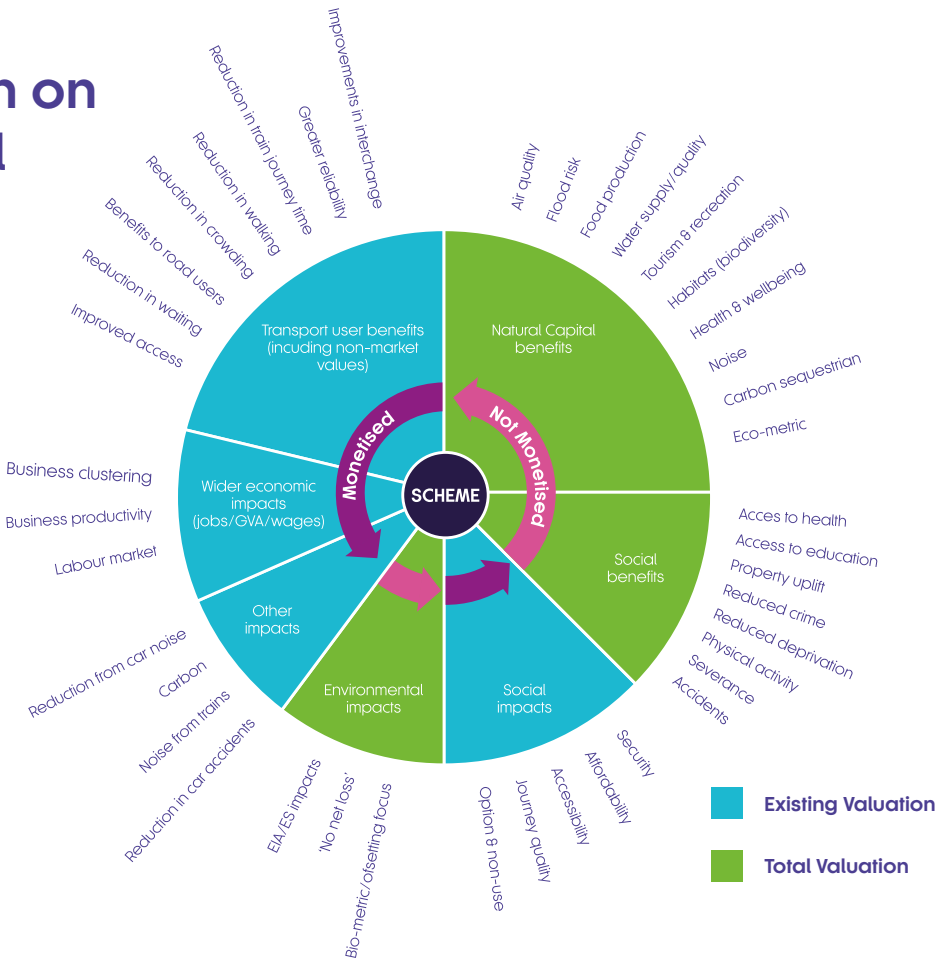 n on
Improvements in interchange
Greater reliability
Reduction in train journey time
Reduction in walking
Reduction in crowding
Benefits to road users
Reduction in waiting
Improved access
Air quality
Flood risk
Food production
Water supply/quality
Tourism & recreation
Habitats (biodiversity)
Health & wellbeing
Noise
Carbon sequestrian
Eco-metric
Transport user benefits
(incuding non-market
values)
Natural Capital
benefits
Monetised
Not Monetised
SCHEME
Business clustering
Business productivity
Labour market
Wider economic
impacts
(jobs/GVA/wages)
Social
benefits
Acces to health
Access to education
Property uplift
Reduced crime
Reduced deprivation
Physical activity
Severance
Accidents
Other
impacts
Reduction from car noise
Carbon
Noise from trains
Reduction in car accidents
Environmental
impacts
Social
impacts
EIA/ES impacts
'No net loss'
Bio-metric/ofsetting focus
Option & non-use
Journey quality
Accessibility
Affordability
Security
Existing Valuation
Total Valuation